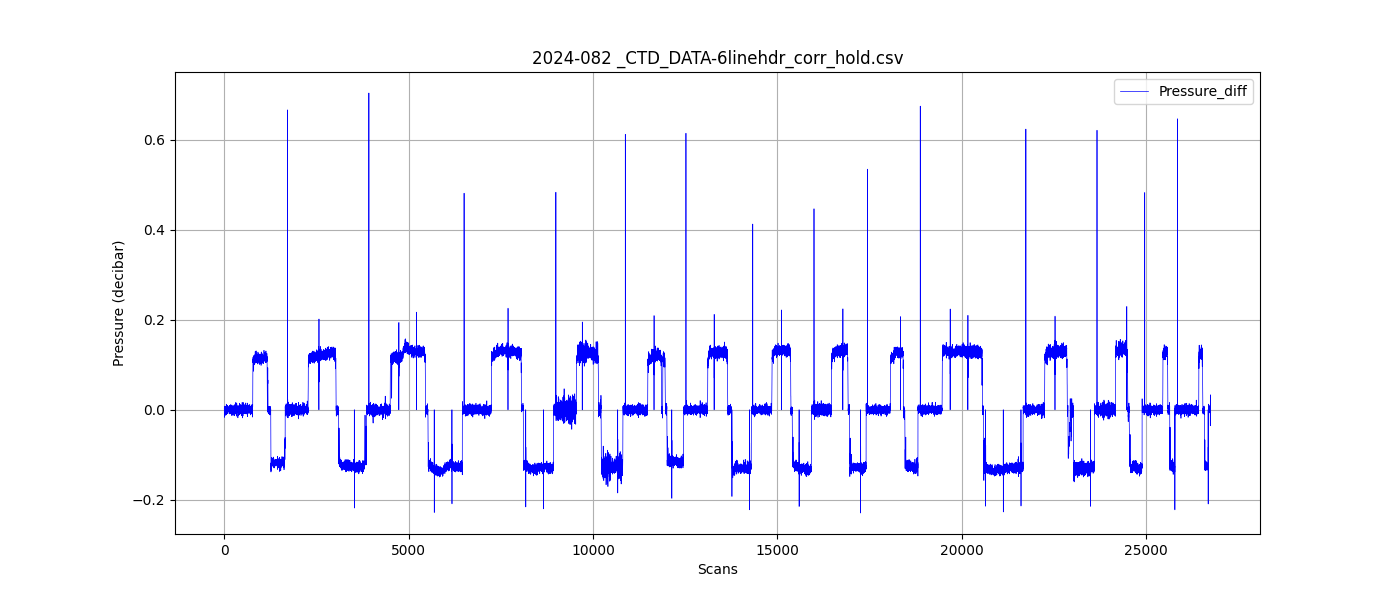 2024-082 _CTD_DATA-6linehdr_corr_hold.csv
Pressure_diff
Pressure (decibar)
0.6
0.4
0.2
0.0
−0.2
0 5000 10000 15000 20000 25000
Scans